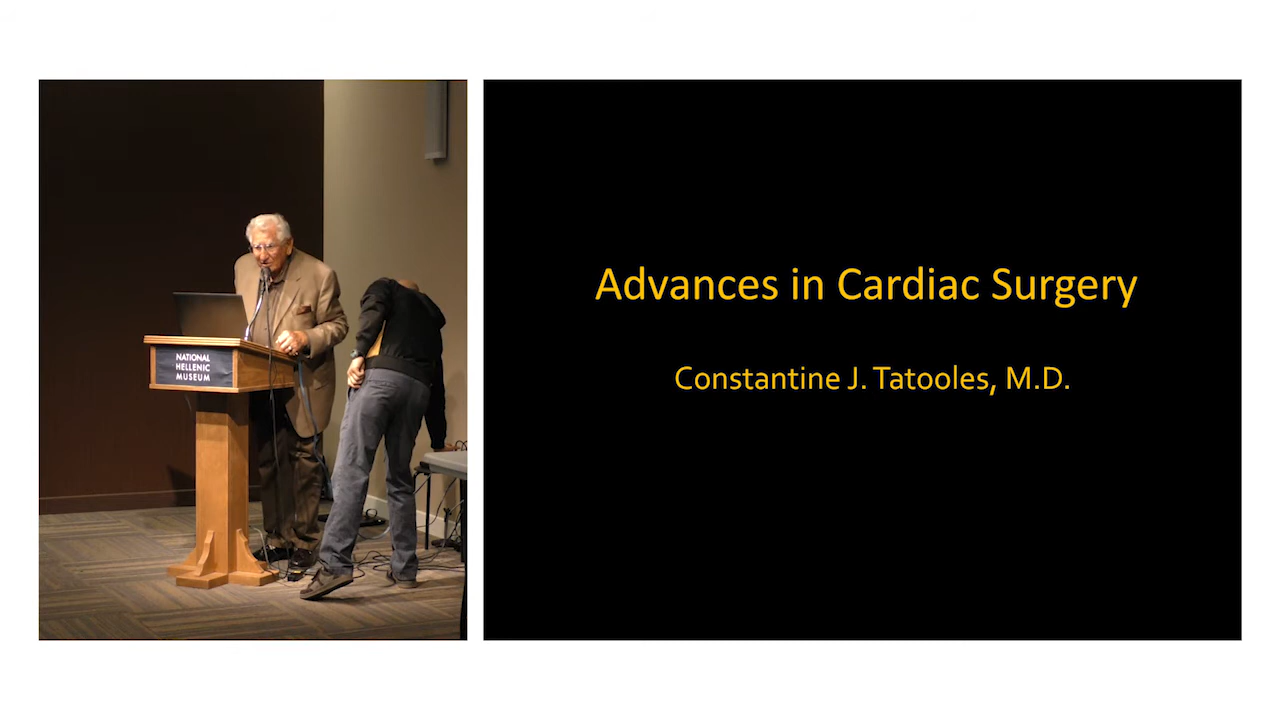 NATIONAL
HELLENIC
MUSEUM
Advances in Cardiac Surgery
Constantine J. Tatooles, M.D.